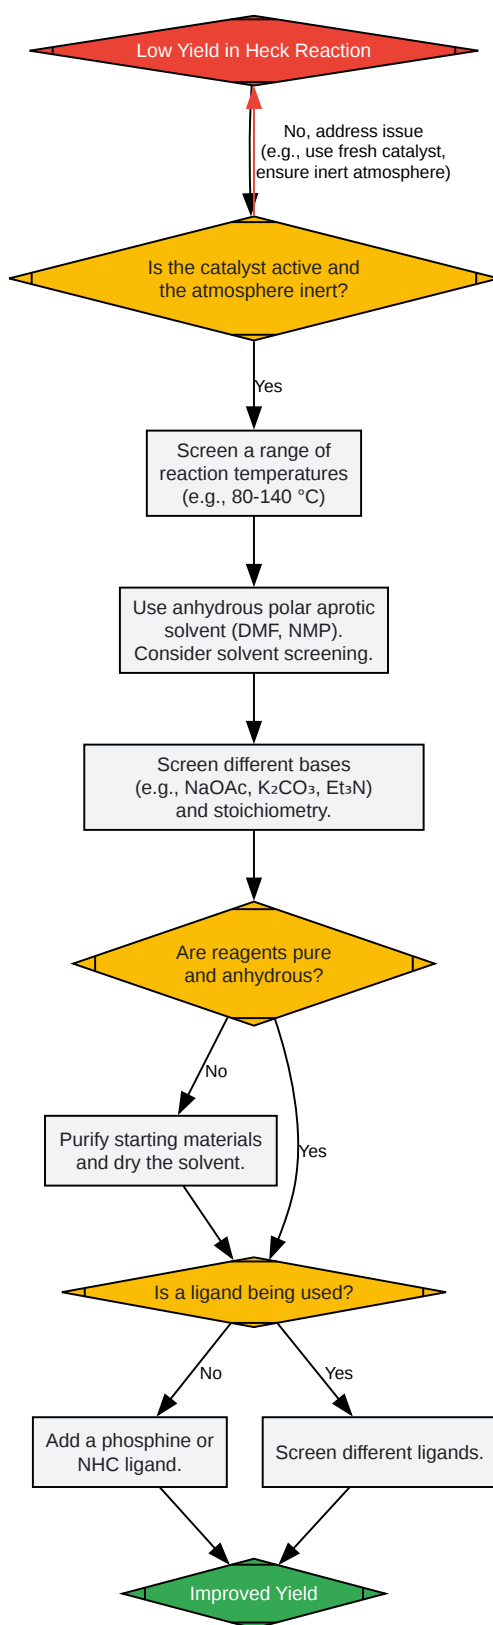 Low Yield in Heck Reaction
No, address issue
(e.g., use fresh catalyst,
ensure inert atmosphere)
Is the catalyst active and
the atmosphere inert?
Yes
Screen a range of
reaction temperatures
(e.g., 80-140 °C)
Use anhydrous polar aprotic
solvent (DMF, NMP).
Consider solvent screening.
Screen different bases
(e.g., NaOAc, K₂CO₃, Et₃N)
and stoichiometry.
Are reagents pure
and anhydrous?
No
Purify starting materials
and dry the solvent.
Yes
Is a ligand being used?
No
Yes
Add a phosphine or
NHC ligand.
Screen different ligands.
Improved Yield